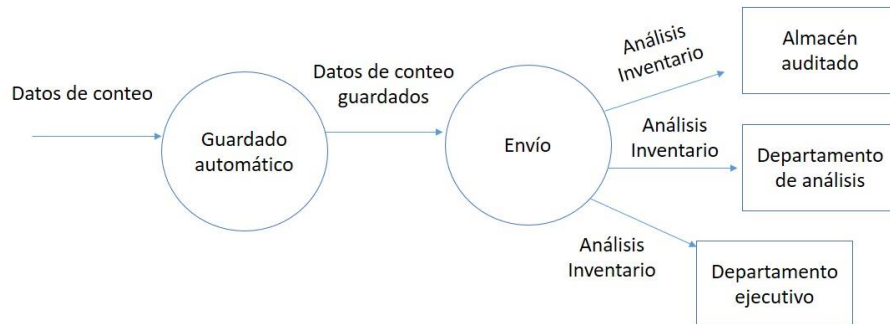 Datos de conteo
Guardado
automático
Datos de conteo
guardados
Envío
Análisis
Inventario
Almacén
auditado
Análisis
Inventario
Departamento
de análisis
Análisis
Inventario
Departamento
ejecutivo